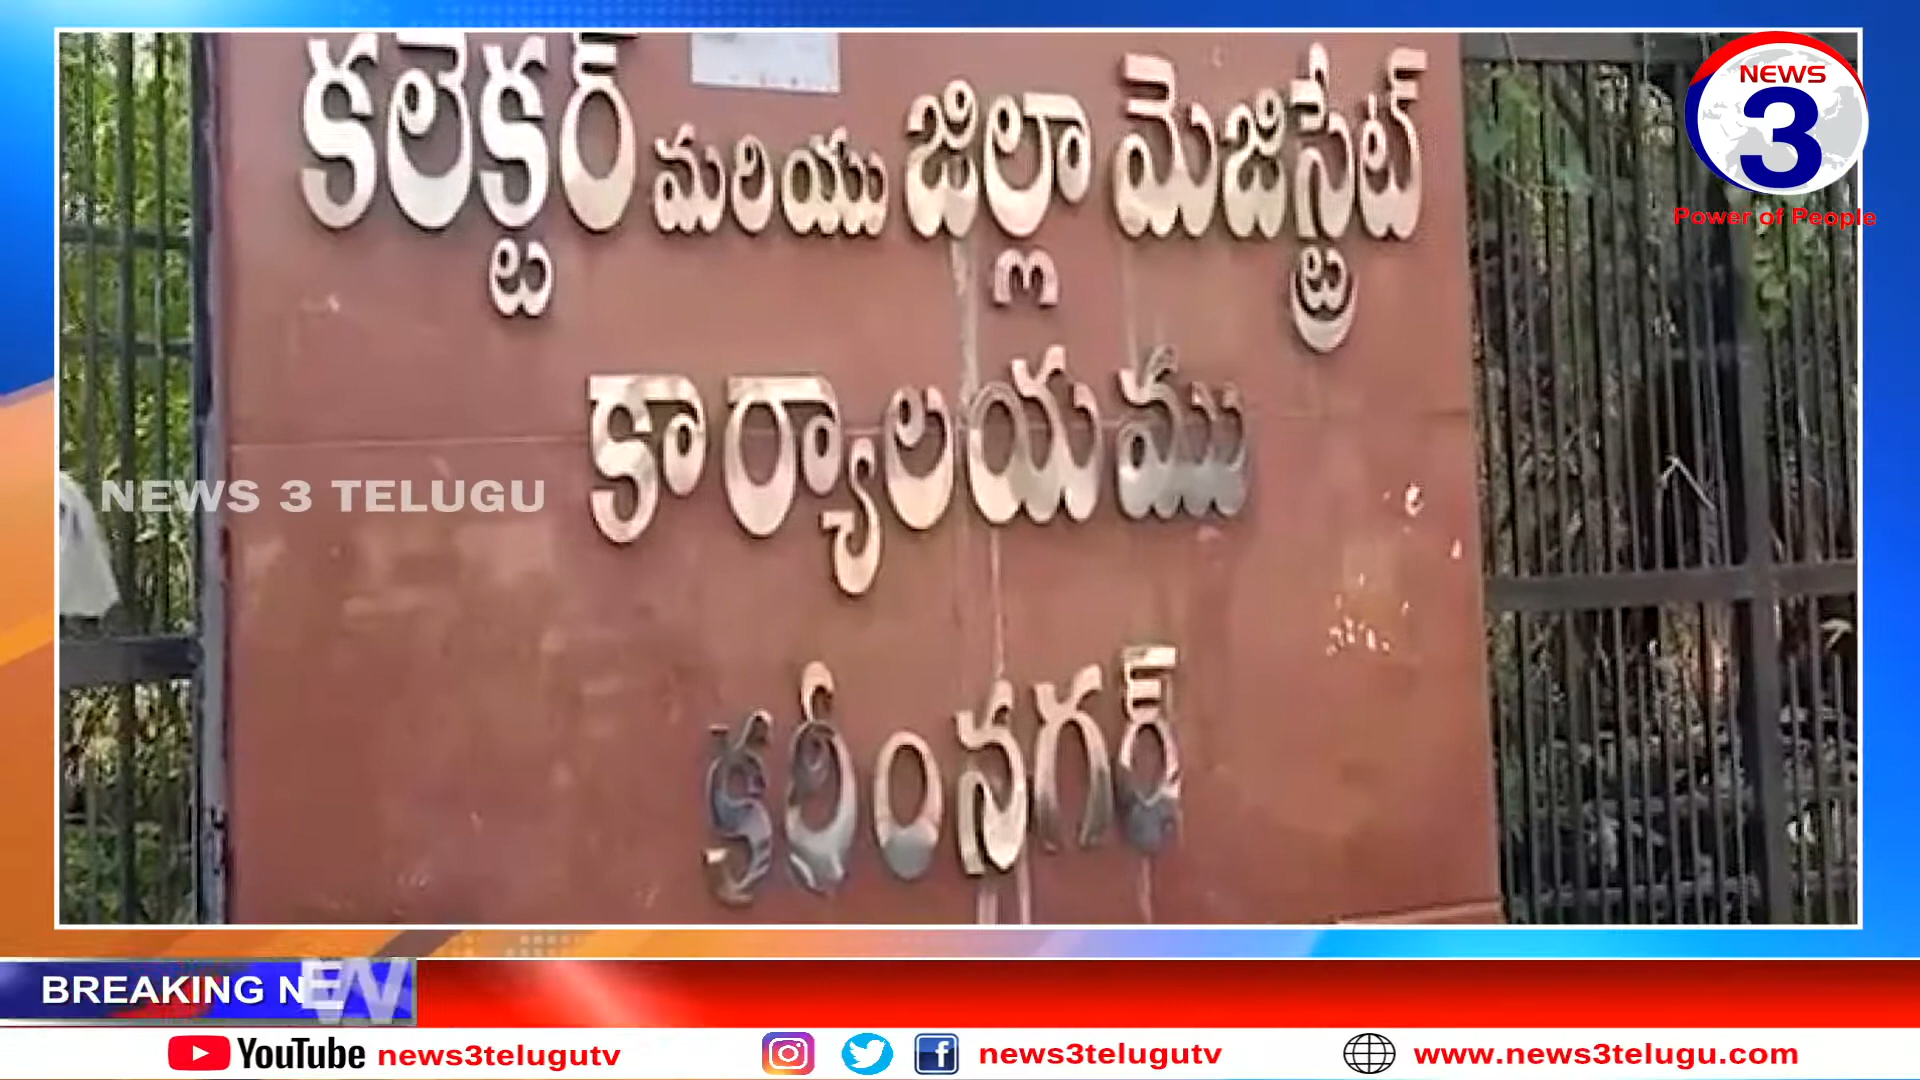 కలెక్టర్ మరియు జిల్లా మెజిస్ట్రేట్
కార్యాలయము
కరీంనగర్
NEWS
3
Power of People
NEWS 3 TELUGU
BREAKING NEW
YouTube news3telugutv
news3telugutv
www.news3telugu.com